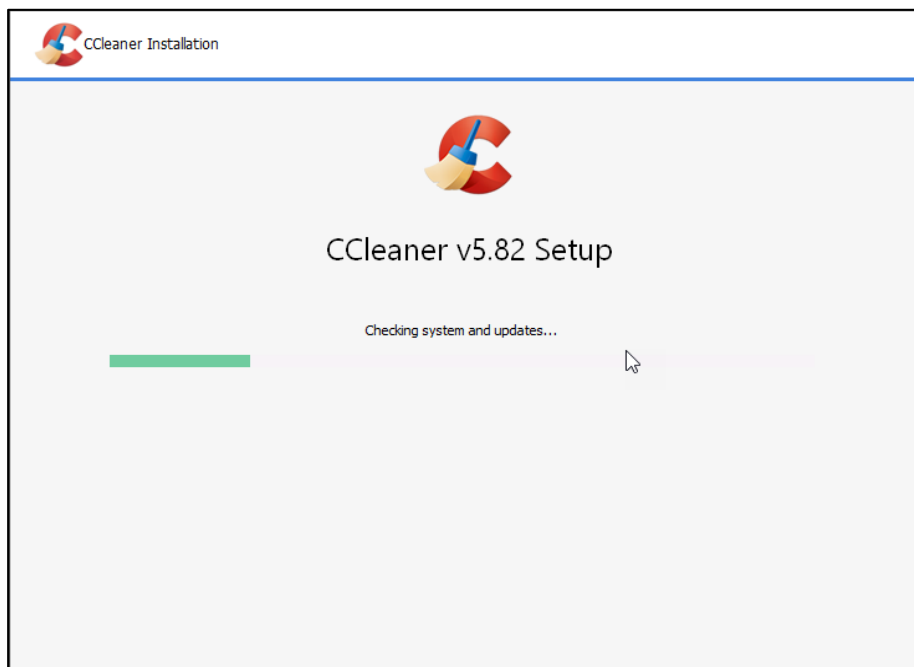 CCleaner Installation
CCleaner v5.82 Setup
Checking system and updates...